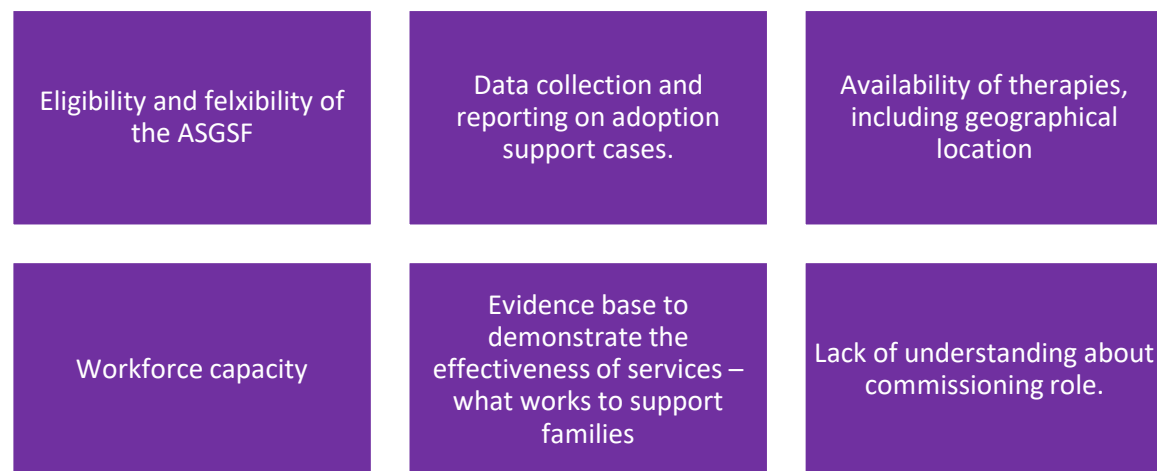 Eligibility and felxibility of
the ASGSF
Data collection and
reporting on adoption
support cases.
Availability of therapies,
including geographical
location
Workforce capacity
Evidence base to
demonstrate the
effectiveness of services –
what works to support
families
Lack of understanding about
commissioning role.